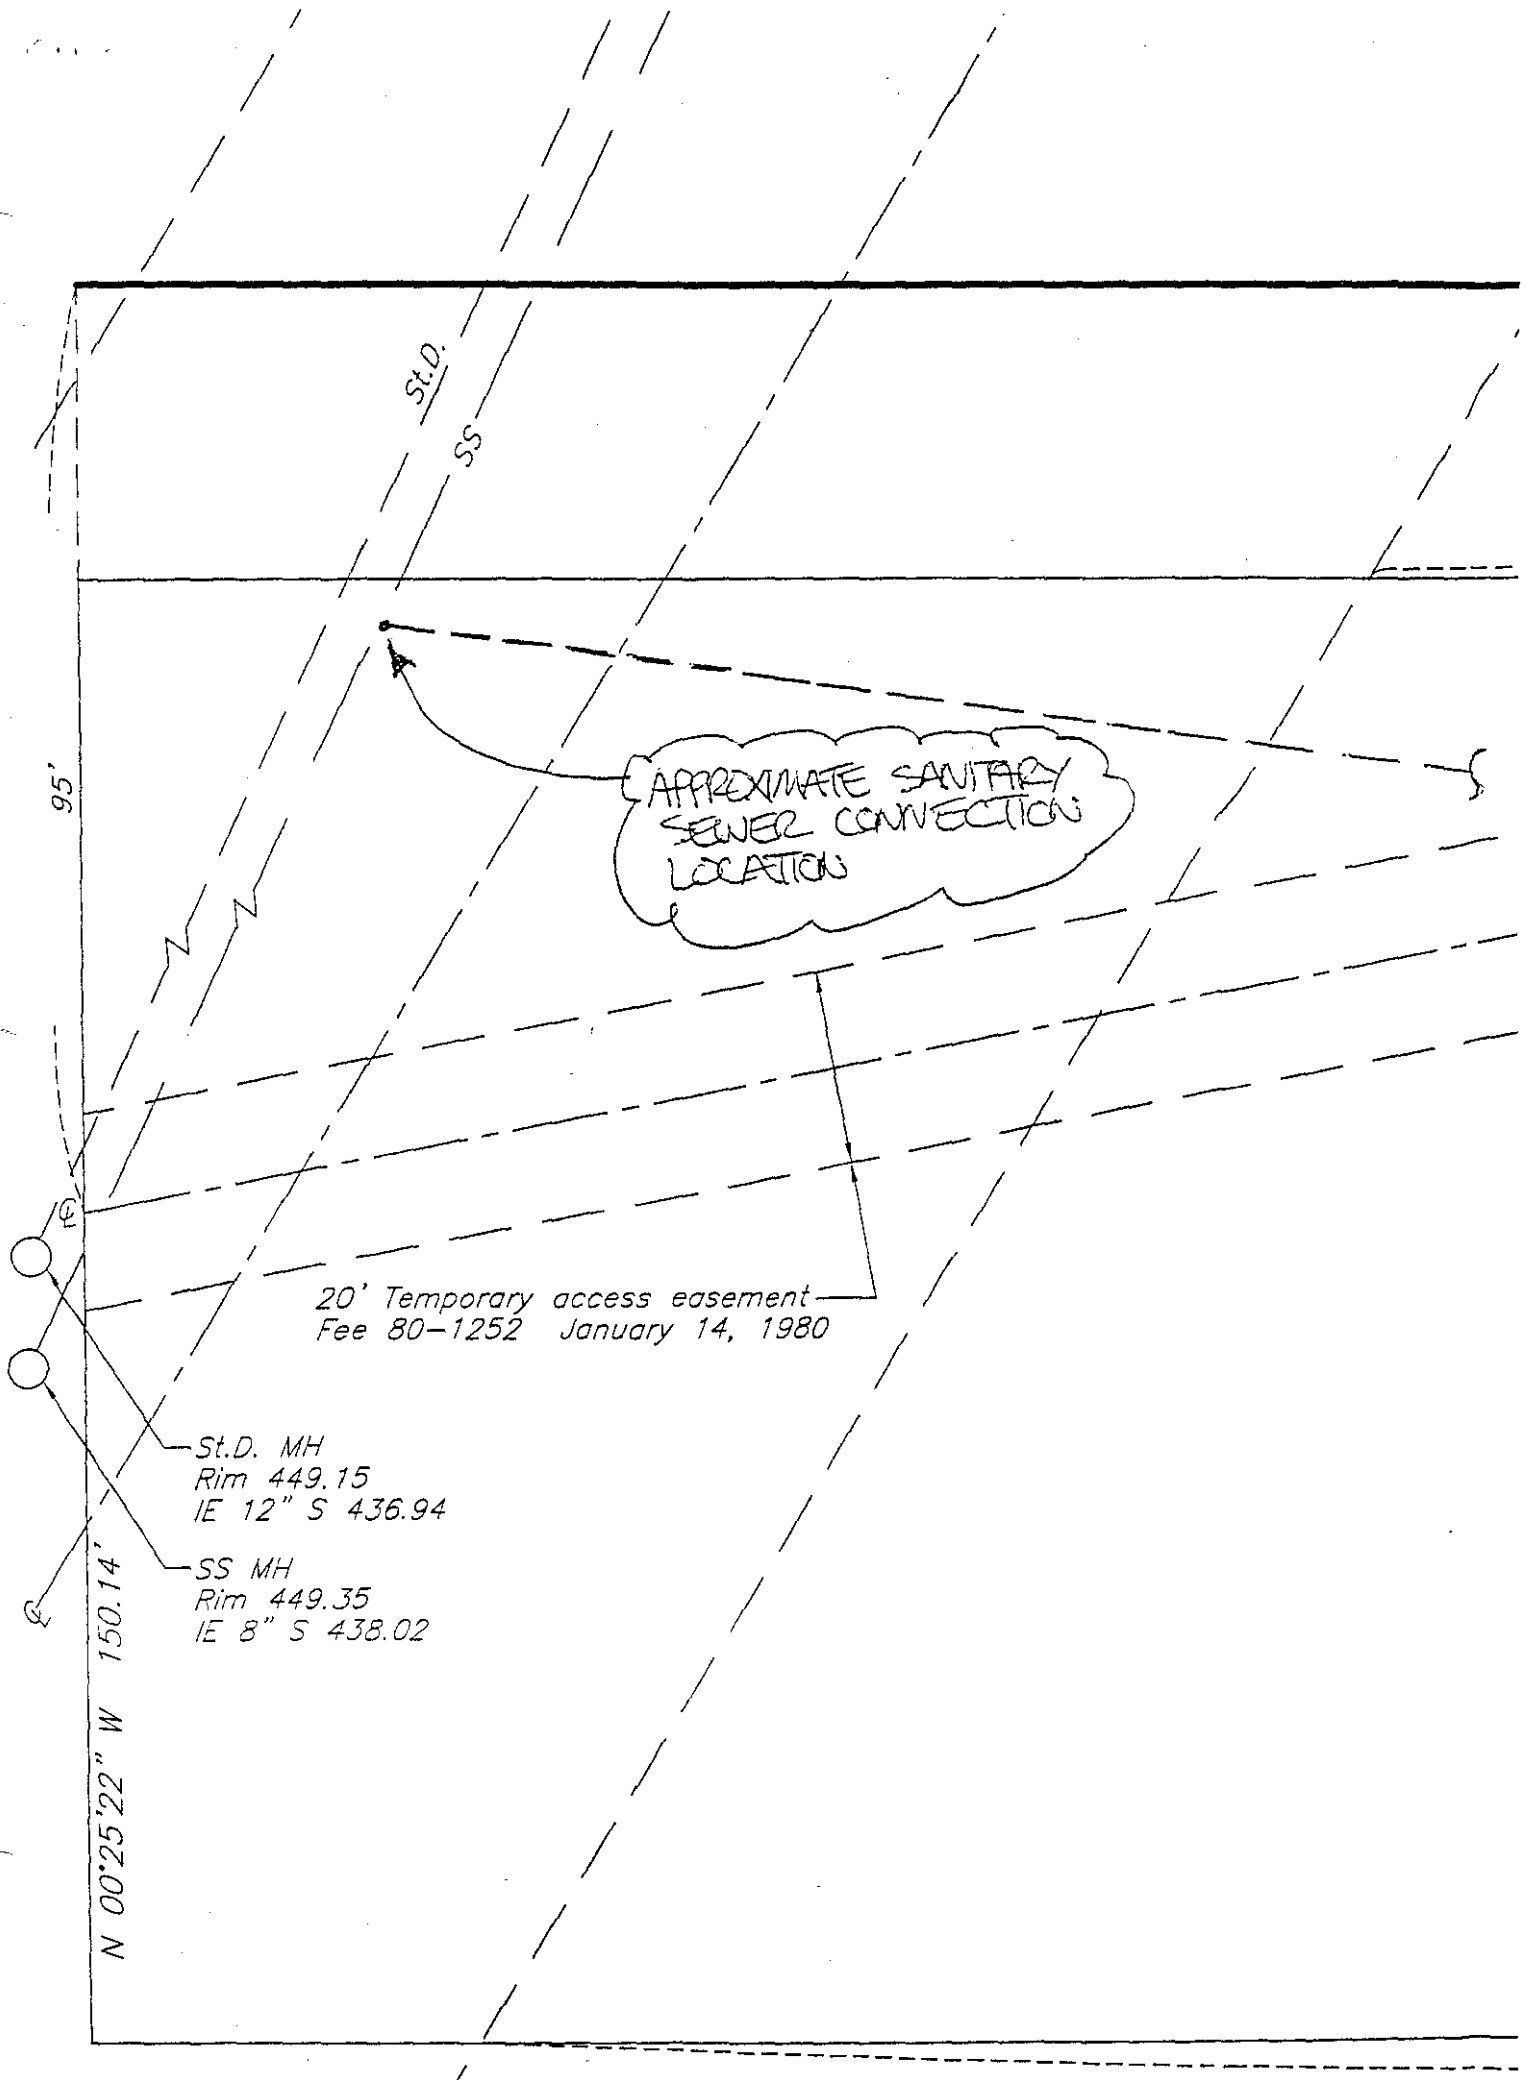 St.D.
SS
95'
APPROXIMATE SANITARY
SEWER CONNECTION
LOCATION
℄
20' Temporary access easement
Fee 80-1252 January 14, 1980
St.D. MH
Rim 449.15
IE 12" S 436.94
SS MH
Rim 449.35
IE 8" S 438.02
℄
N 00°25'22" W 150.14'